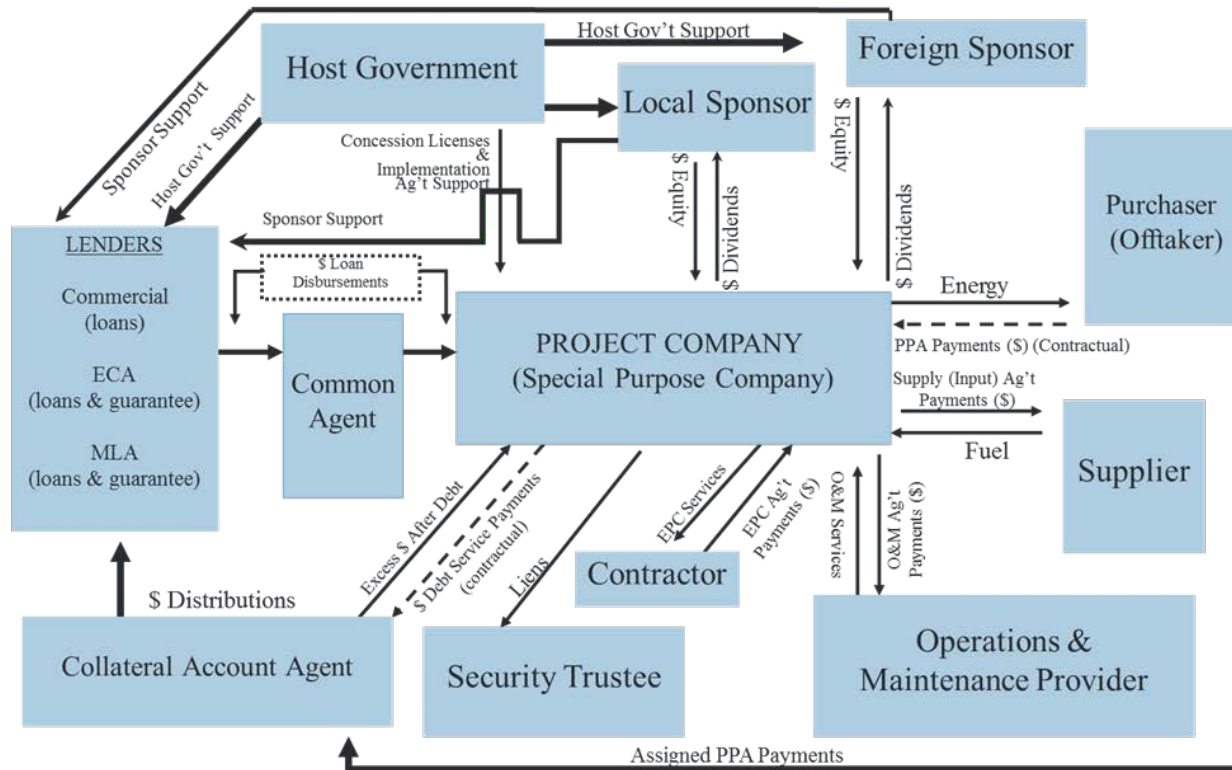 Host Gov't Support
Host Government
Foreign Sponsor
Local Sponsor
Sponsor Support
Host Gov't Support
Concession Licenses
&
Implementation
Ag't Support
$ Equity
$ Dividends
$ Equity
$ Dividends
Purchaser
(Offtaker)
Sponsor Support
LENDERS
Commercial
(loans)
ECA
(loans & guarantee)
MLA
(loans & guarantee)
$ Loan
Disbursements
Common
Agent
PROJECT COMPANY
(Special Purpose Company)
Energy
PPA Payments ($) (Contractual)
Supply (Input) Ag't
Payments ($)
Fuel
Supplier
Excess $ After Debt
$ Debt Service Payments
(contractual)
Liens
EPC Services
EPC Ag't
Payments ($)
O&M Services
O&M Ag't
Payments ($)
Contractor
$ Distributions
Collateral Account Agent
Security Trustee
Operations &
Maintenance Provider
Assigned PPA Payments